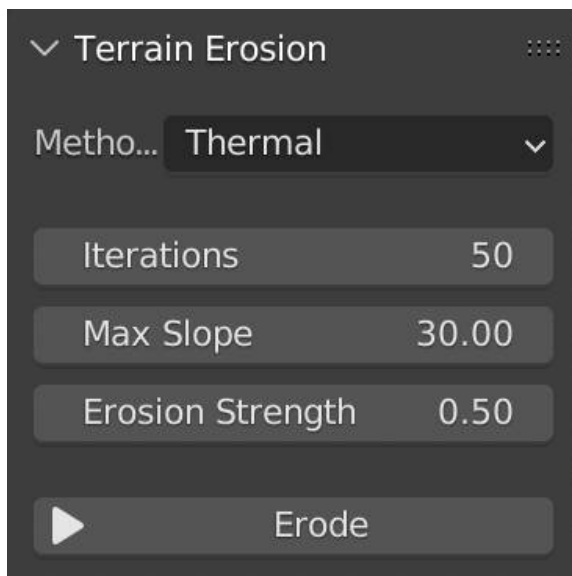 Terrain Erosion
Metho... Thermal
Iterations 50
Max Slope 30.00
Erosion Strength 0.50
Erode